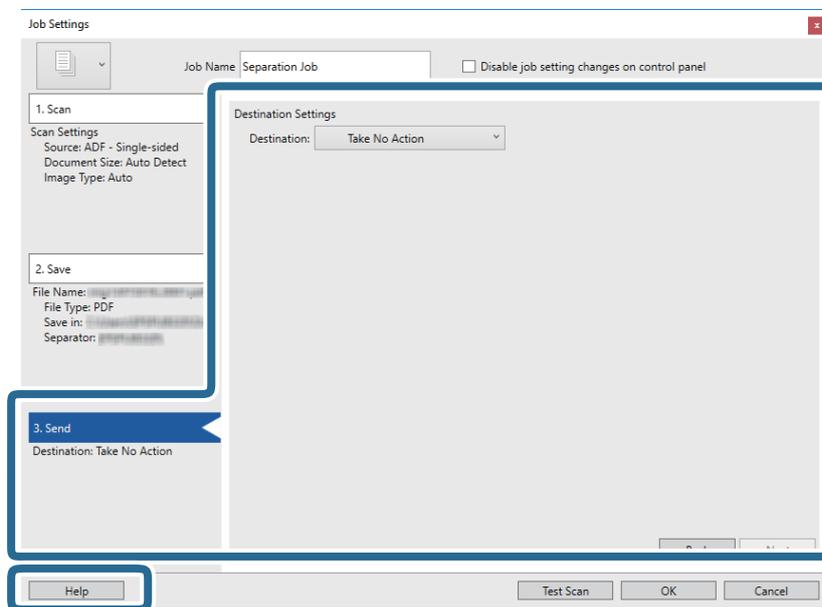 Job Settings
x
Job Name Separation Job
Disable job setting changes on control panel
1. Scan
Scan Settings
Source: ADF - Single-sided
Document Size: Auto Detect
Image Type: Auto
2. Save
File Name:
File Type: PDF
Save in:
Separator:
3. Send
Destination: Take No Action
Destination Settings
Destination: Take No Action
Help
Test Scan
OK
Cancel